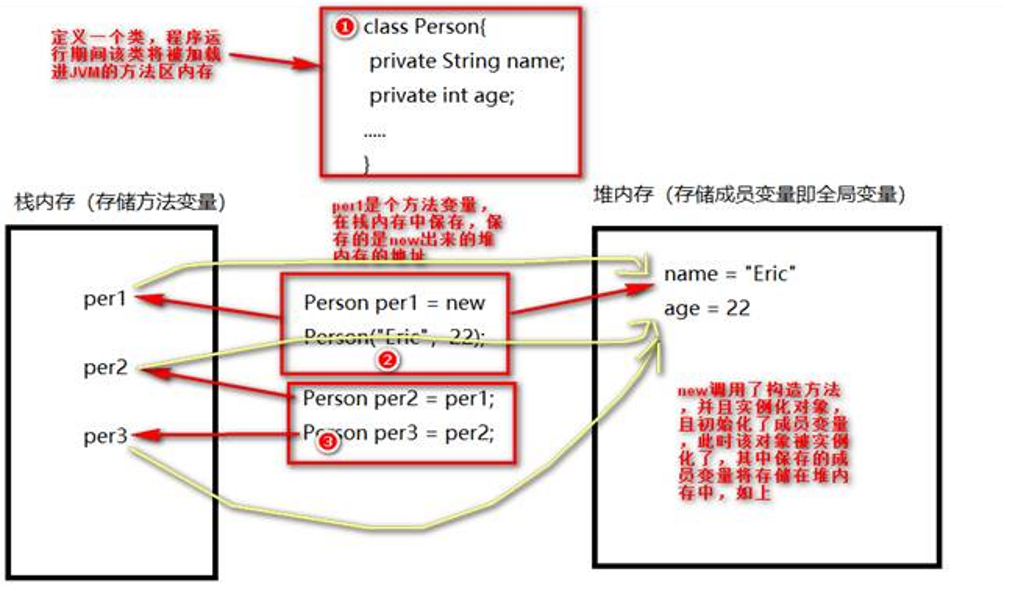 定义一个类，程序运
行期间该类将被加载
进JVM的方法区内存
① class Person{
private String name;
private int age;
.....
}
栈内存（存储方法变量）
per1是个方法变量，
在栈内存中保存，保
存的是new出来的堆
内存的地址
堆内存（存储成员变量即全局变量）
per1
per2
per3
Person per1 = new
Person("Eric", 22);
②
Person per2 = per1;
Person per3 = per2;
③
name = "Eric"
age = 22
new调用了构造方法
，并且实例化对象，
且初始化了成员变量
，此时该对象被实例
化了，其中保存的成
员变量将存储在堆内
存中，如上